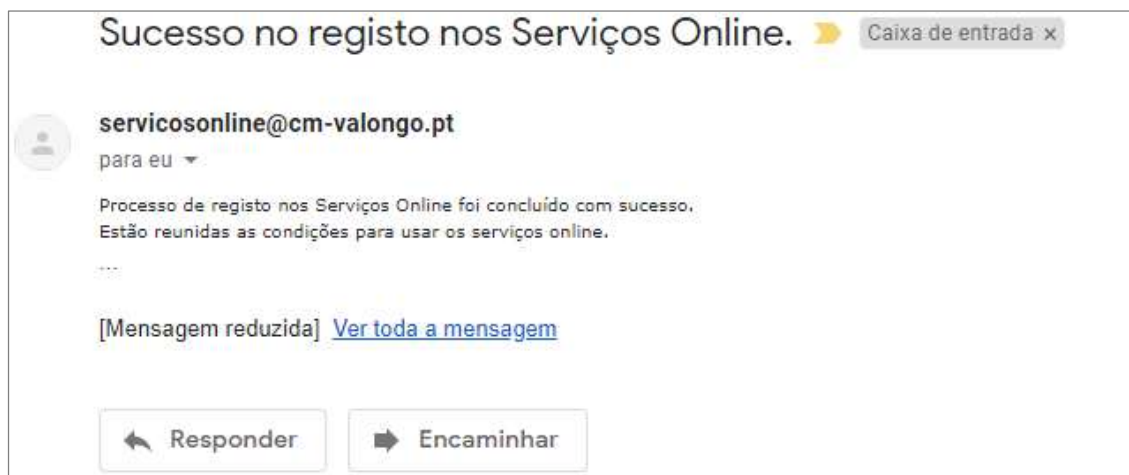 Sucesso no registo nos Serviços Online. Caixa de entrada x
servicosonline@cm-valongo.pt
para eu
Processo de registo nos Serviços Online foi concluído com sucesso.
Estão reunidas as condições para usar os serviços online.
...
[Mensagem reduzida] Ver toda a mensagem
Responder Encaminhar